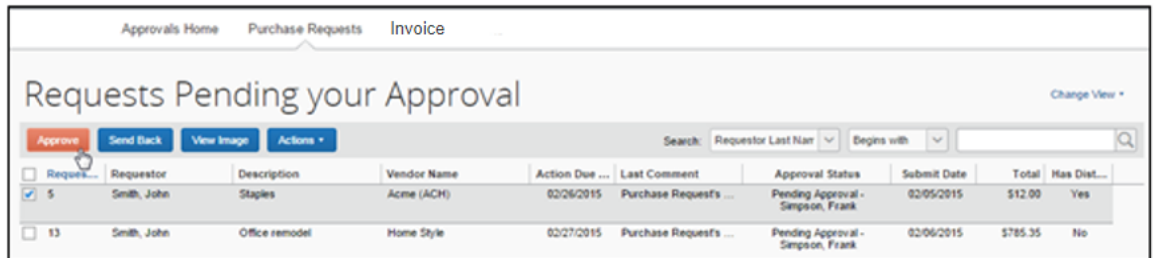 Approvals Home Purchase Requests Invoice
Requests Pending your Approval
Change View
Approve Send Back View Image Actions Search: Requestor Last Nam Begins with
Reques... Requestor Description Vendor Name Action Due ... Last Comment Approval Status Submit Date Total Has Dist...
5 Smith, John Staples Acme (ACH) 02/26/2015 Purchase Request's ... Pending Approval - 02/05/2015 $12.00 Yes
Simpson, Frank
13 Smith, John Office remodel Home Style 02/27/2015 Purchase Request's ... Pending Approval - 02/06/2015 $785.35 No
Simpson, Frank